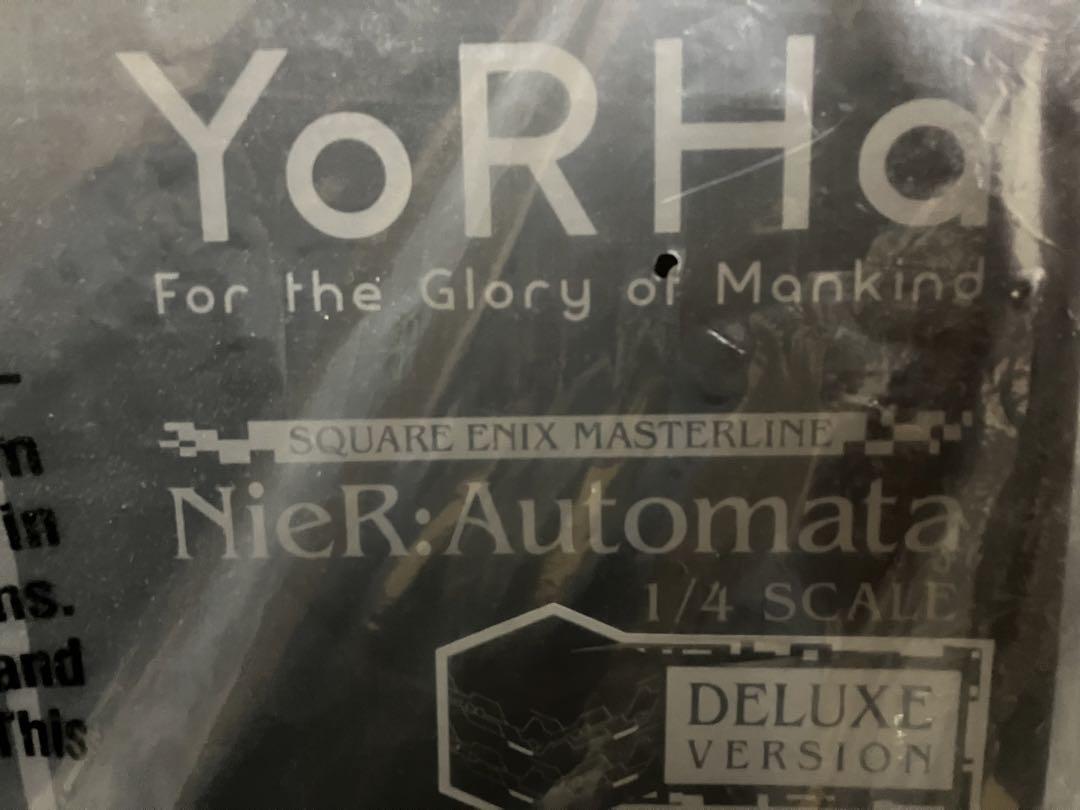 YoRHa
For the Glory of Mankind
SQUARE ENIX MASTERLINE
NieR:Automata
1/4 SCALE
DELUXE
VERSION
in
and
This